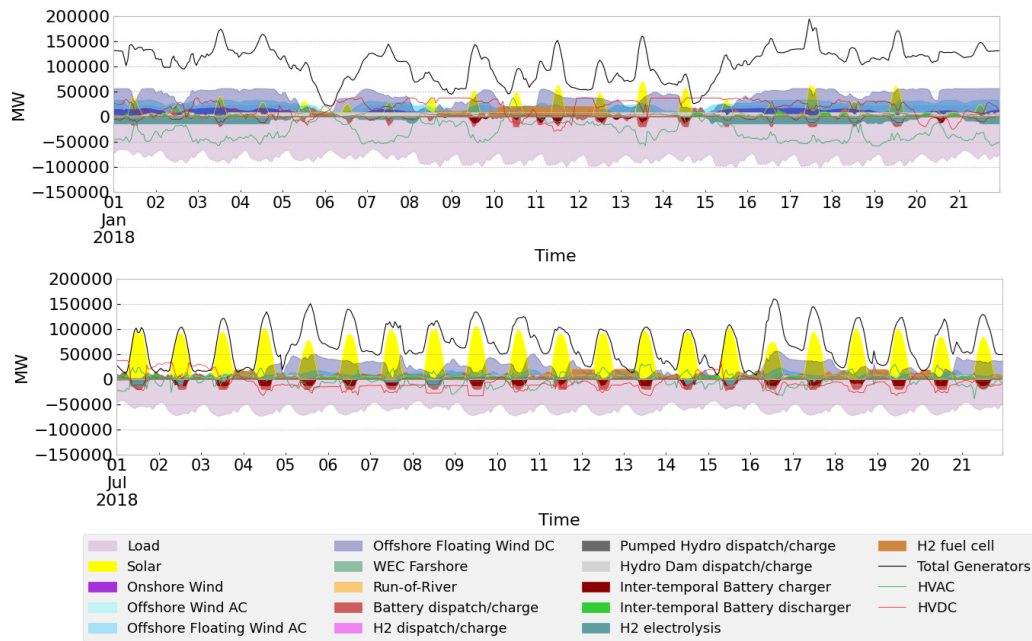 200000
150000
100000
50000
0
−50000
−100000
−150000
MW
01 02 03 04 05 06 07 08 09 10 11 12 13 14 15 16 17 18 19 20 21
Jan
2018
Time
200000
150000
100000
50000
0
−50000
−100000
−150000
MW
01 02 03 04 05 06 07 08 09 10 11 12 13 14 15 16 17 18 19 20 21
Jul
2018
Time
Load
Solar
Onshore Wind
Offshore Wind AC
Offshore Floating Wind AC
Offshore Floating Wind DC
WEC Farshore
Run-of-River
Battery dispatch/charge
H2 dispatch/charge
Pumped Hydro dispatch/charge
Hydro Dam dispatch/charge
Inter-temporal Battery charger
Inter-temporal Battery discharger
H2 electrolysis
H2 fuel cell
Total Generators
HVAC
HVDC